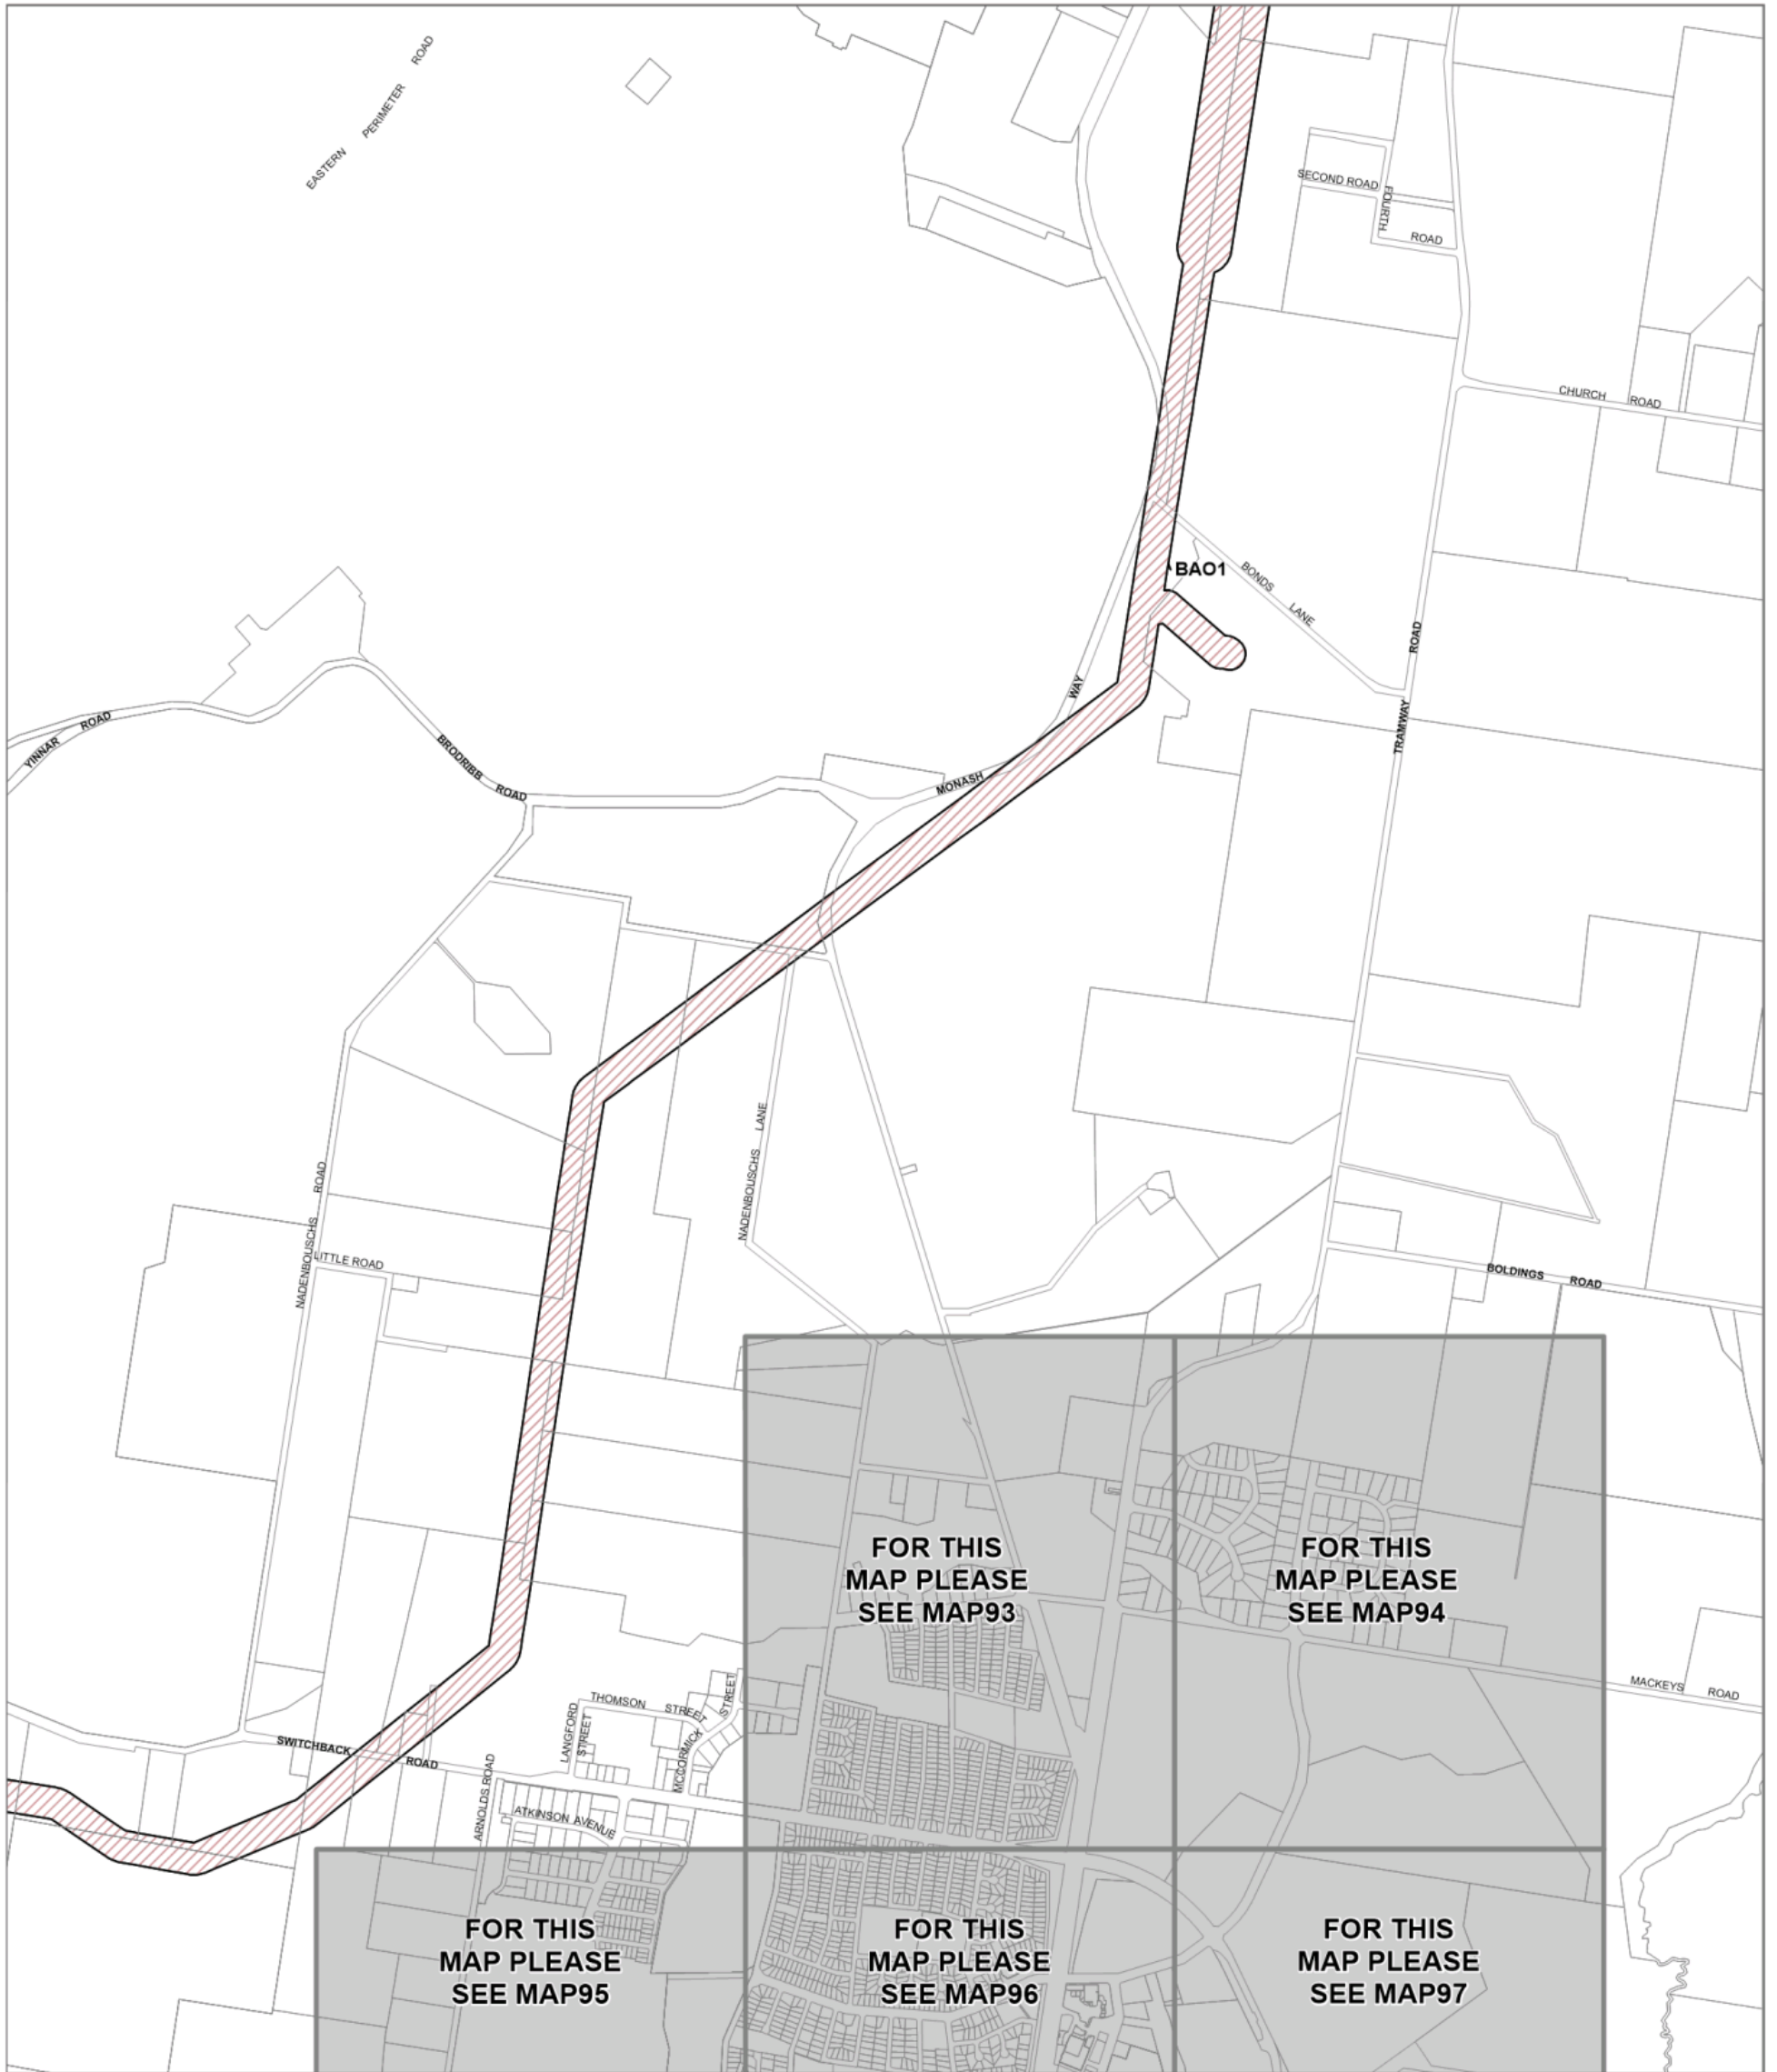 EASTERN PERIMETER ROAD
SECOND ROAD
FOURTH
ROAD
CHURCH ROAD
BAO1
BONDS LANE
TRAMWAY ROAD
MONASH WAY
YINNAR ROAD
BRODRIBB ROAD
NADENBOUSCHS LANE
NADENBOUSCHS ROAD
LITTLE ROAD
BOLDINGS ROAD
FOR THIS
MAP PLEASE
SEE MAP93
FOR THIS
MAP PLEASE
SEE MAP94
MACKEYS ROAD
THOMSON STREET
LANGFORD
STREET
MCCORMICK STREET
SWITCHBACK ROAD
ARNOLDS ROAD
ATKINSON AVENUE
FOR THIS
MAP PLEASE
SEE MAP95
FOR THIS
MAP PLEASE
SEE MAP96
FOR THIS
MAP PLEASE
SEE MAP97